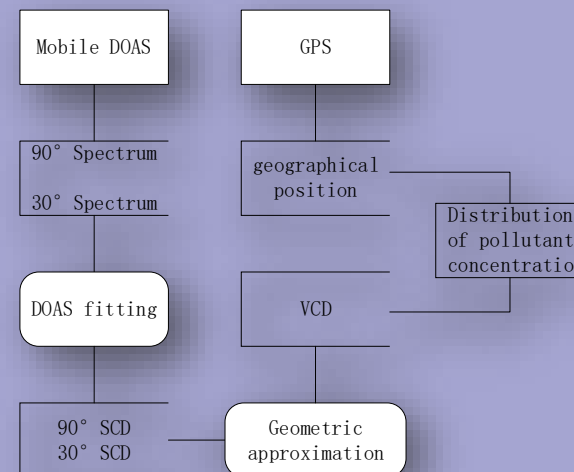 Mobile DOAS
GPS
90° Spectrum
30° Spectrum
geographical
position
Distribution
of pollutant
concentratio
DOAS fitting
VCD
90° SCD
30° SCD
Geometric
approximation